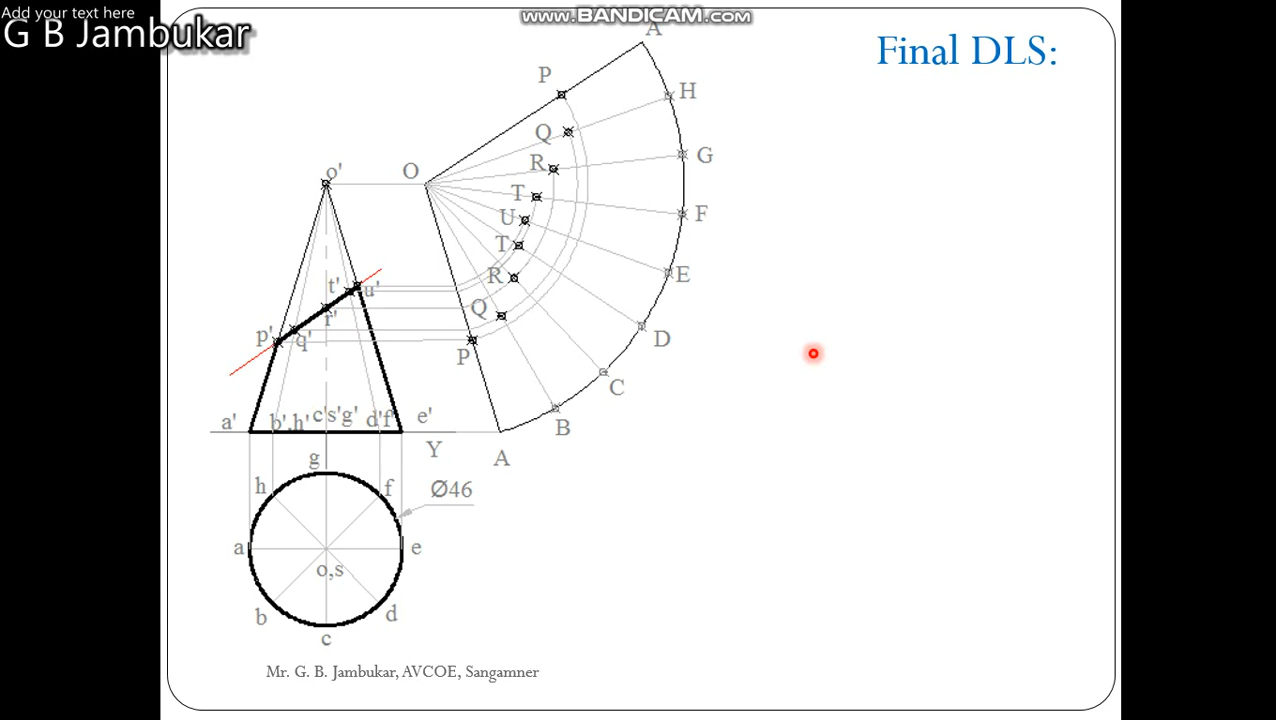 Add your text here
G B Jambukar
www.BANDICAM.com
Final DLS:
A
P
H
Q
G
R
o'
O
T
F
U
T
E
R
t'
u'
Q
r'
p'
q'
D
P
C
a'
b'.h'
c's'g'
d'f'
e'
B
Y
A
g
h
f
Ø46
a
e
o,s
b
d
c
Mr. G. B. Jambukar, AVCOE, Sangamner